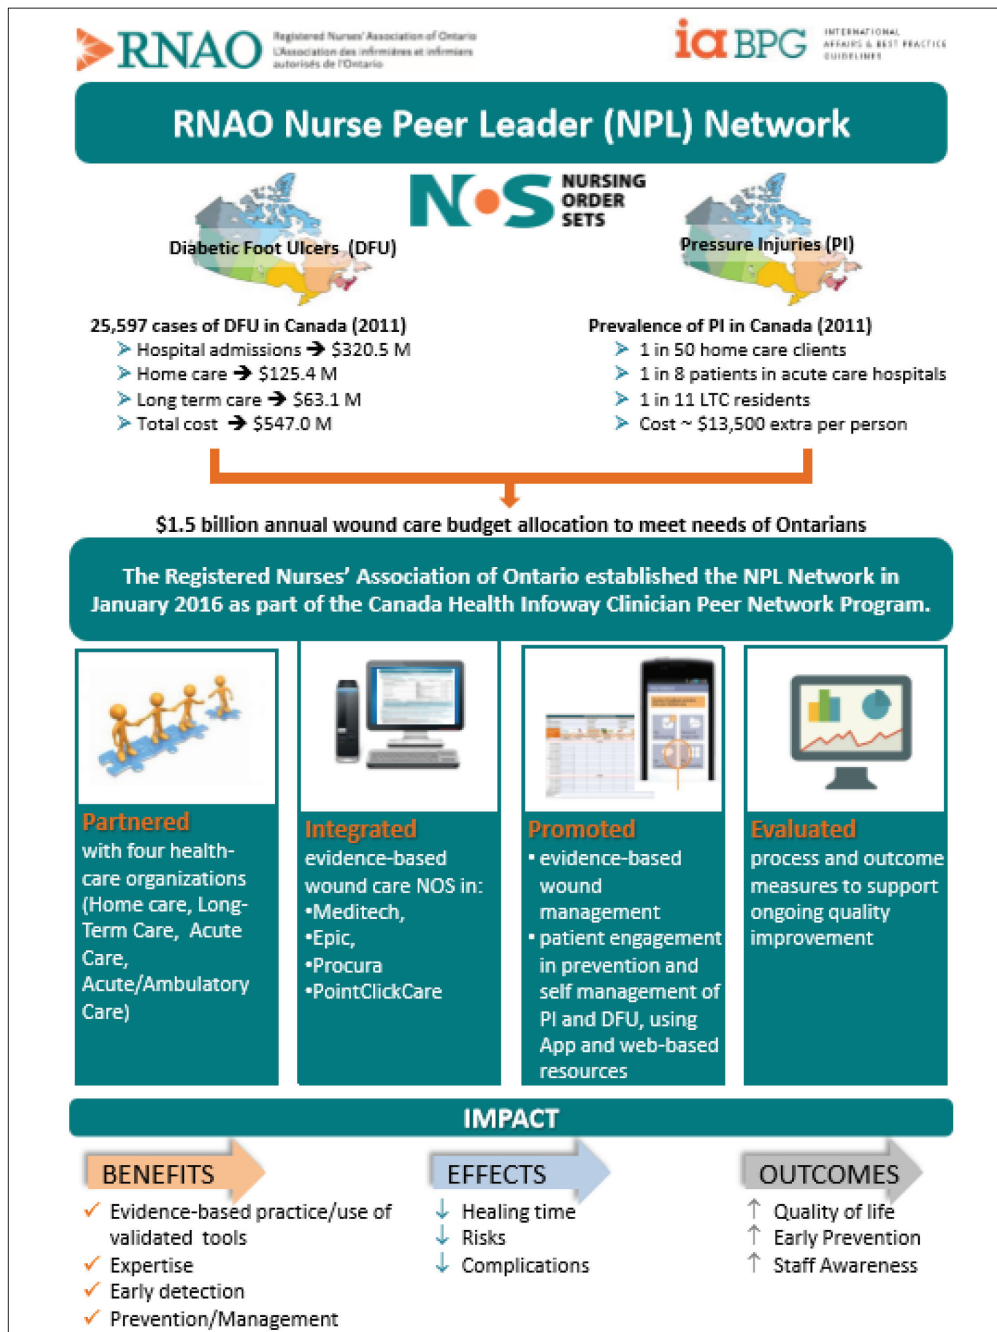 RNAO
Registered Nurses' Association of Ontario
L'Association des infirmières et infirmiers
autorisés de l'Ontario
ia BPG
INTERNATIONAL
AFFAIRS & BEST PRACTICE
GUIDELINES
RNAO Nurse Peer Leader (NPL) Network
NOS NURSING
ORDER
SETS
Diabetic Foot Ulcers (DFU)
Pressure Injuries (PI)
25,597 cases of DFU in Canada (2011)
➢ Hospital admissions ➔ $320.5 M
➢ Home care ➔ $125.4 M
➢ Long term care ➔ $63.1 M
➢ Total cost ➔ $547.0 M
Prevalence of PI in Canada (2011)
➢ 1 in 50 home care clients
➢ 1 in 8 patients in acute care hospitals
➢ 1 in 11 LTC residents
➢ Cost ~ $13,500 extra per person
$1.5 billion annual wound care budget allocation to meet needs of Ontarians
The Registered Nurses' Association of Ontario established the NPL Network in
January 2016 as part of the Canada Health Infoway Clinician Peer Network Program.
Partnered
with four health-
care organizations
(Home care, Long-
Term Care, Acute
Care,
Acute/Ambulatory
Care)
Integrated
evidence-based
wound care NOS in:
•Meditech,
•Epic,
•Procura
•PointClickCare
Promoted
▪ evidence-based
wound
management
▪ patient engagement
in prevention and
self management of
PI and DFU, using
App and web-based
resources
Evaluated
process and outcome
measures to support
ongoing quality
improvement
IMPACT
BENEFITS
✓ Evidence-based practice/use of
validated tools
✓ Expertise
✓ Early detection
✓ Prevention/Management
EFFECTS
↓ Healing time
↓ Risks
↓ Complications
OUTCOMES
↑ Quality of life
↑ Early Prevention
↑ Staff Awareness